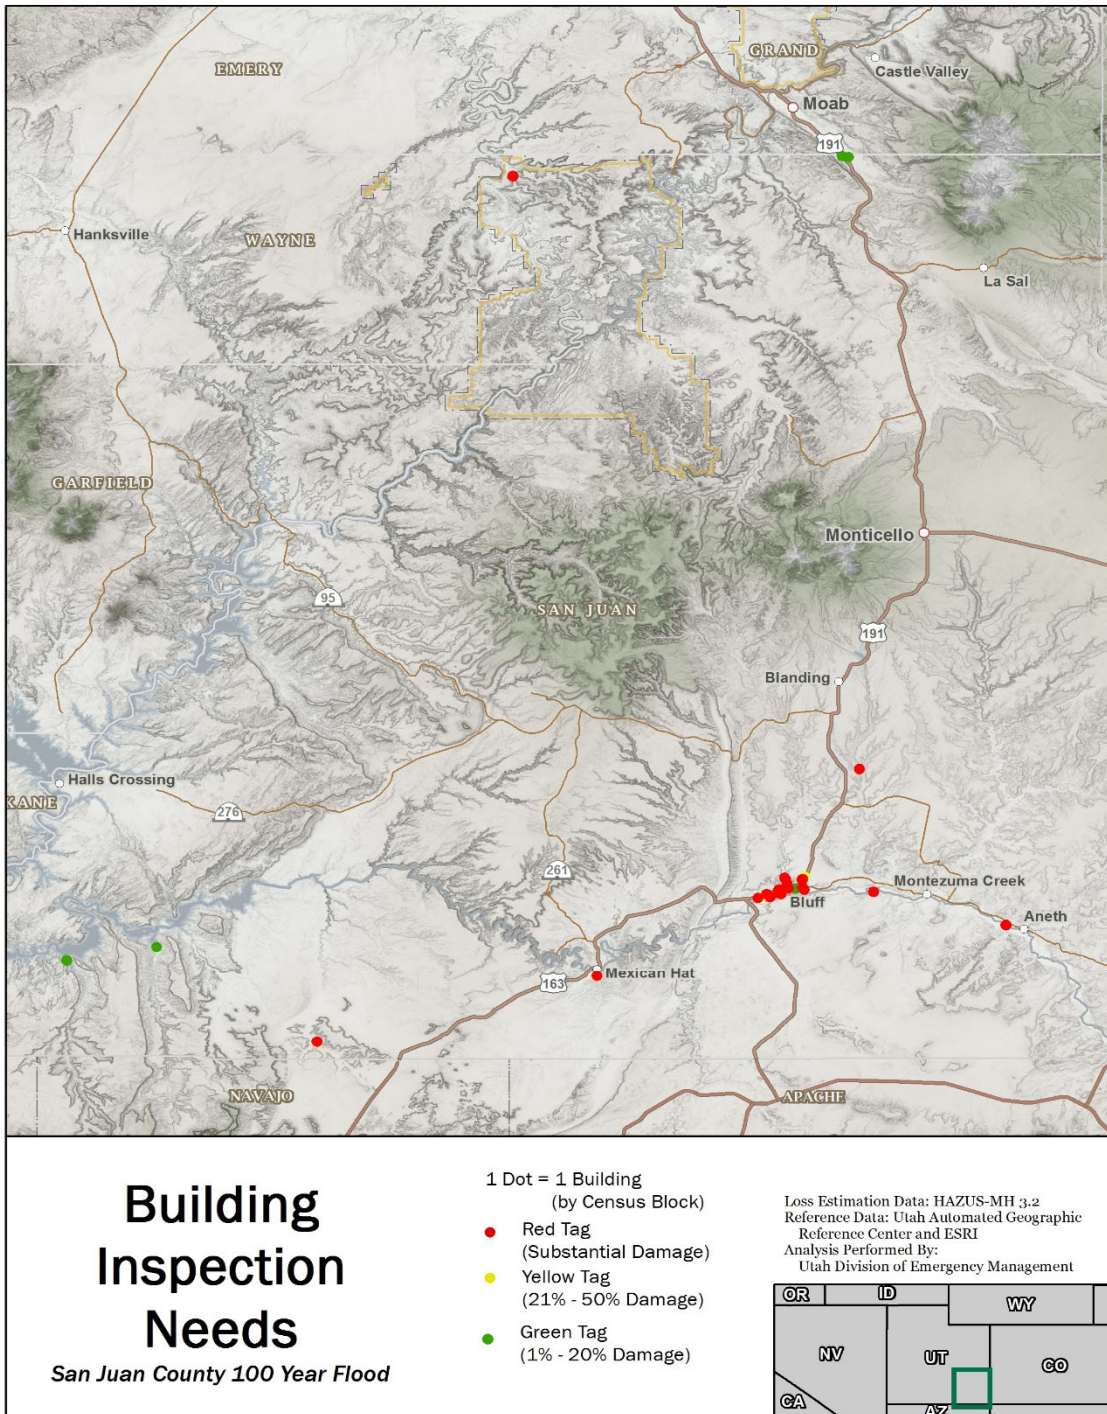 EMERY
GRAND
Castle Valley
Moab
191
Hanksville
WAYNE
La Sal
GARFIELD
Monticello
95
SAN JUAN
191
Blanding
Halls Crossing
KANE
276
261
Montezuma Creek
Bluff
Aneth
Mexican Hat
163
NAVAJO
APACHE
Building
Inspection
Needs
San Juan County 100 Year Flood
1 Dot = 1 Building
(by Census Block)
Red Tag
(Substantial Damage)
Yellow Tag
(21% - 50% Damage)
Green Tag
(1% - 20% Damage)
Loss Estimation Data: HAZUS-MH 3.2
Reference Data: Utah Automated Geographic
Reference Center and ESRI
Analysis Performed By:
Utah Division of Emergency Management
OR
ID
WY
NV
UT
CO
CA
AZ